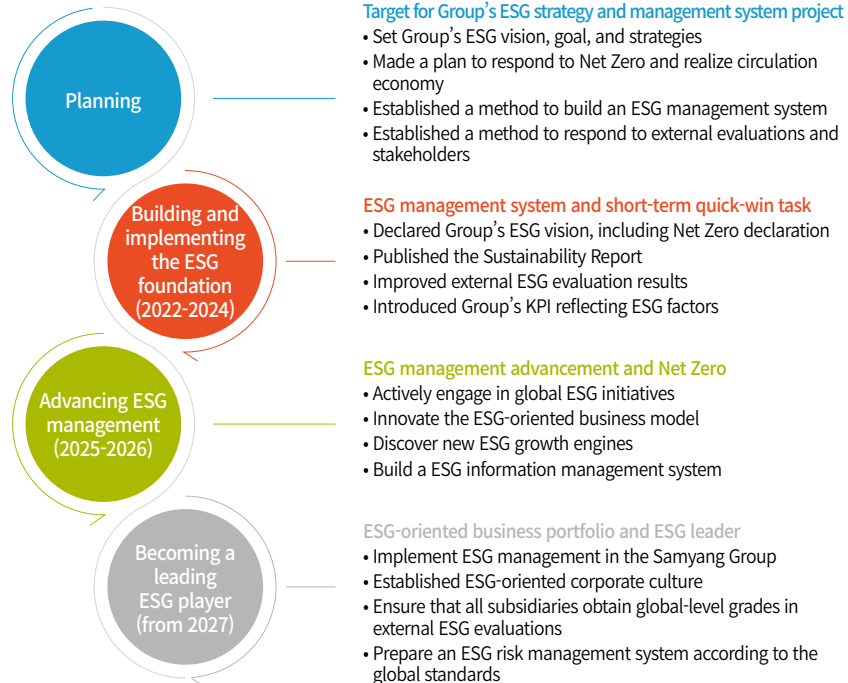 Planning
Target for Group's ESG strategy and management system project
• Set Group's ESG vision, goal, and strategies
• Made a plan to respond to Net Zero and realize circulation
economy
• Established a method to build an ESG management system
• Established a method to respond to external evaluations and
stakeholders
Building and
implementing
the ESG
foundation
(2022-2024)
ESG management system and short-term quick-win task
• Declared Group's ESG vision, including Net Zero declaration
• Published the Sustainability Report
• Improved external ESG evaluation results
• Introduced Group's KPI reflecting ESG factors
Advancing ESG
management
(2025-2026)
ESG management advancement and Net Zero
• Actively engage in global ESG initiatives
• Innovate the ESG-oriented business model
• Discover new ESG growth engines
• Build a ESG information management system
Becoming a
leading
ESG player
(from 2027)
ESG-oriented business portfolio and ESG leader
• Implement ESG management in the Samyang Group
• Established ESG-oriented corporate culture
• Ensure that all subsidiaries obtain global-level grades in
external ESG evaluations
• Prepare an ESG risk management system according to the
global standards